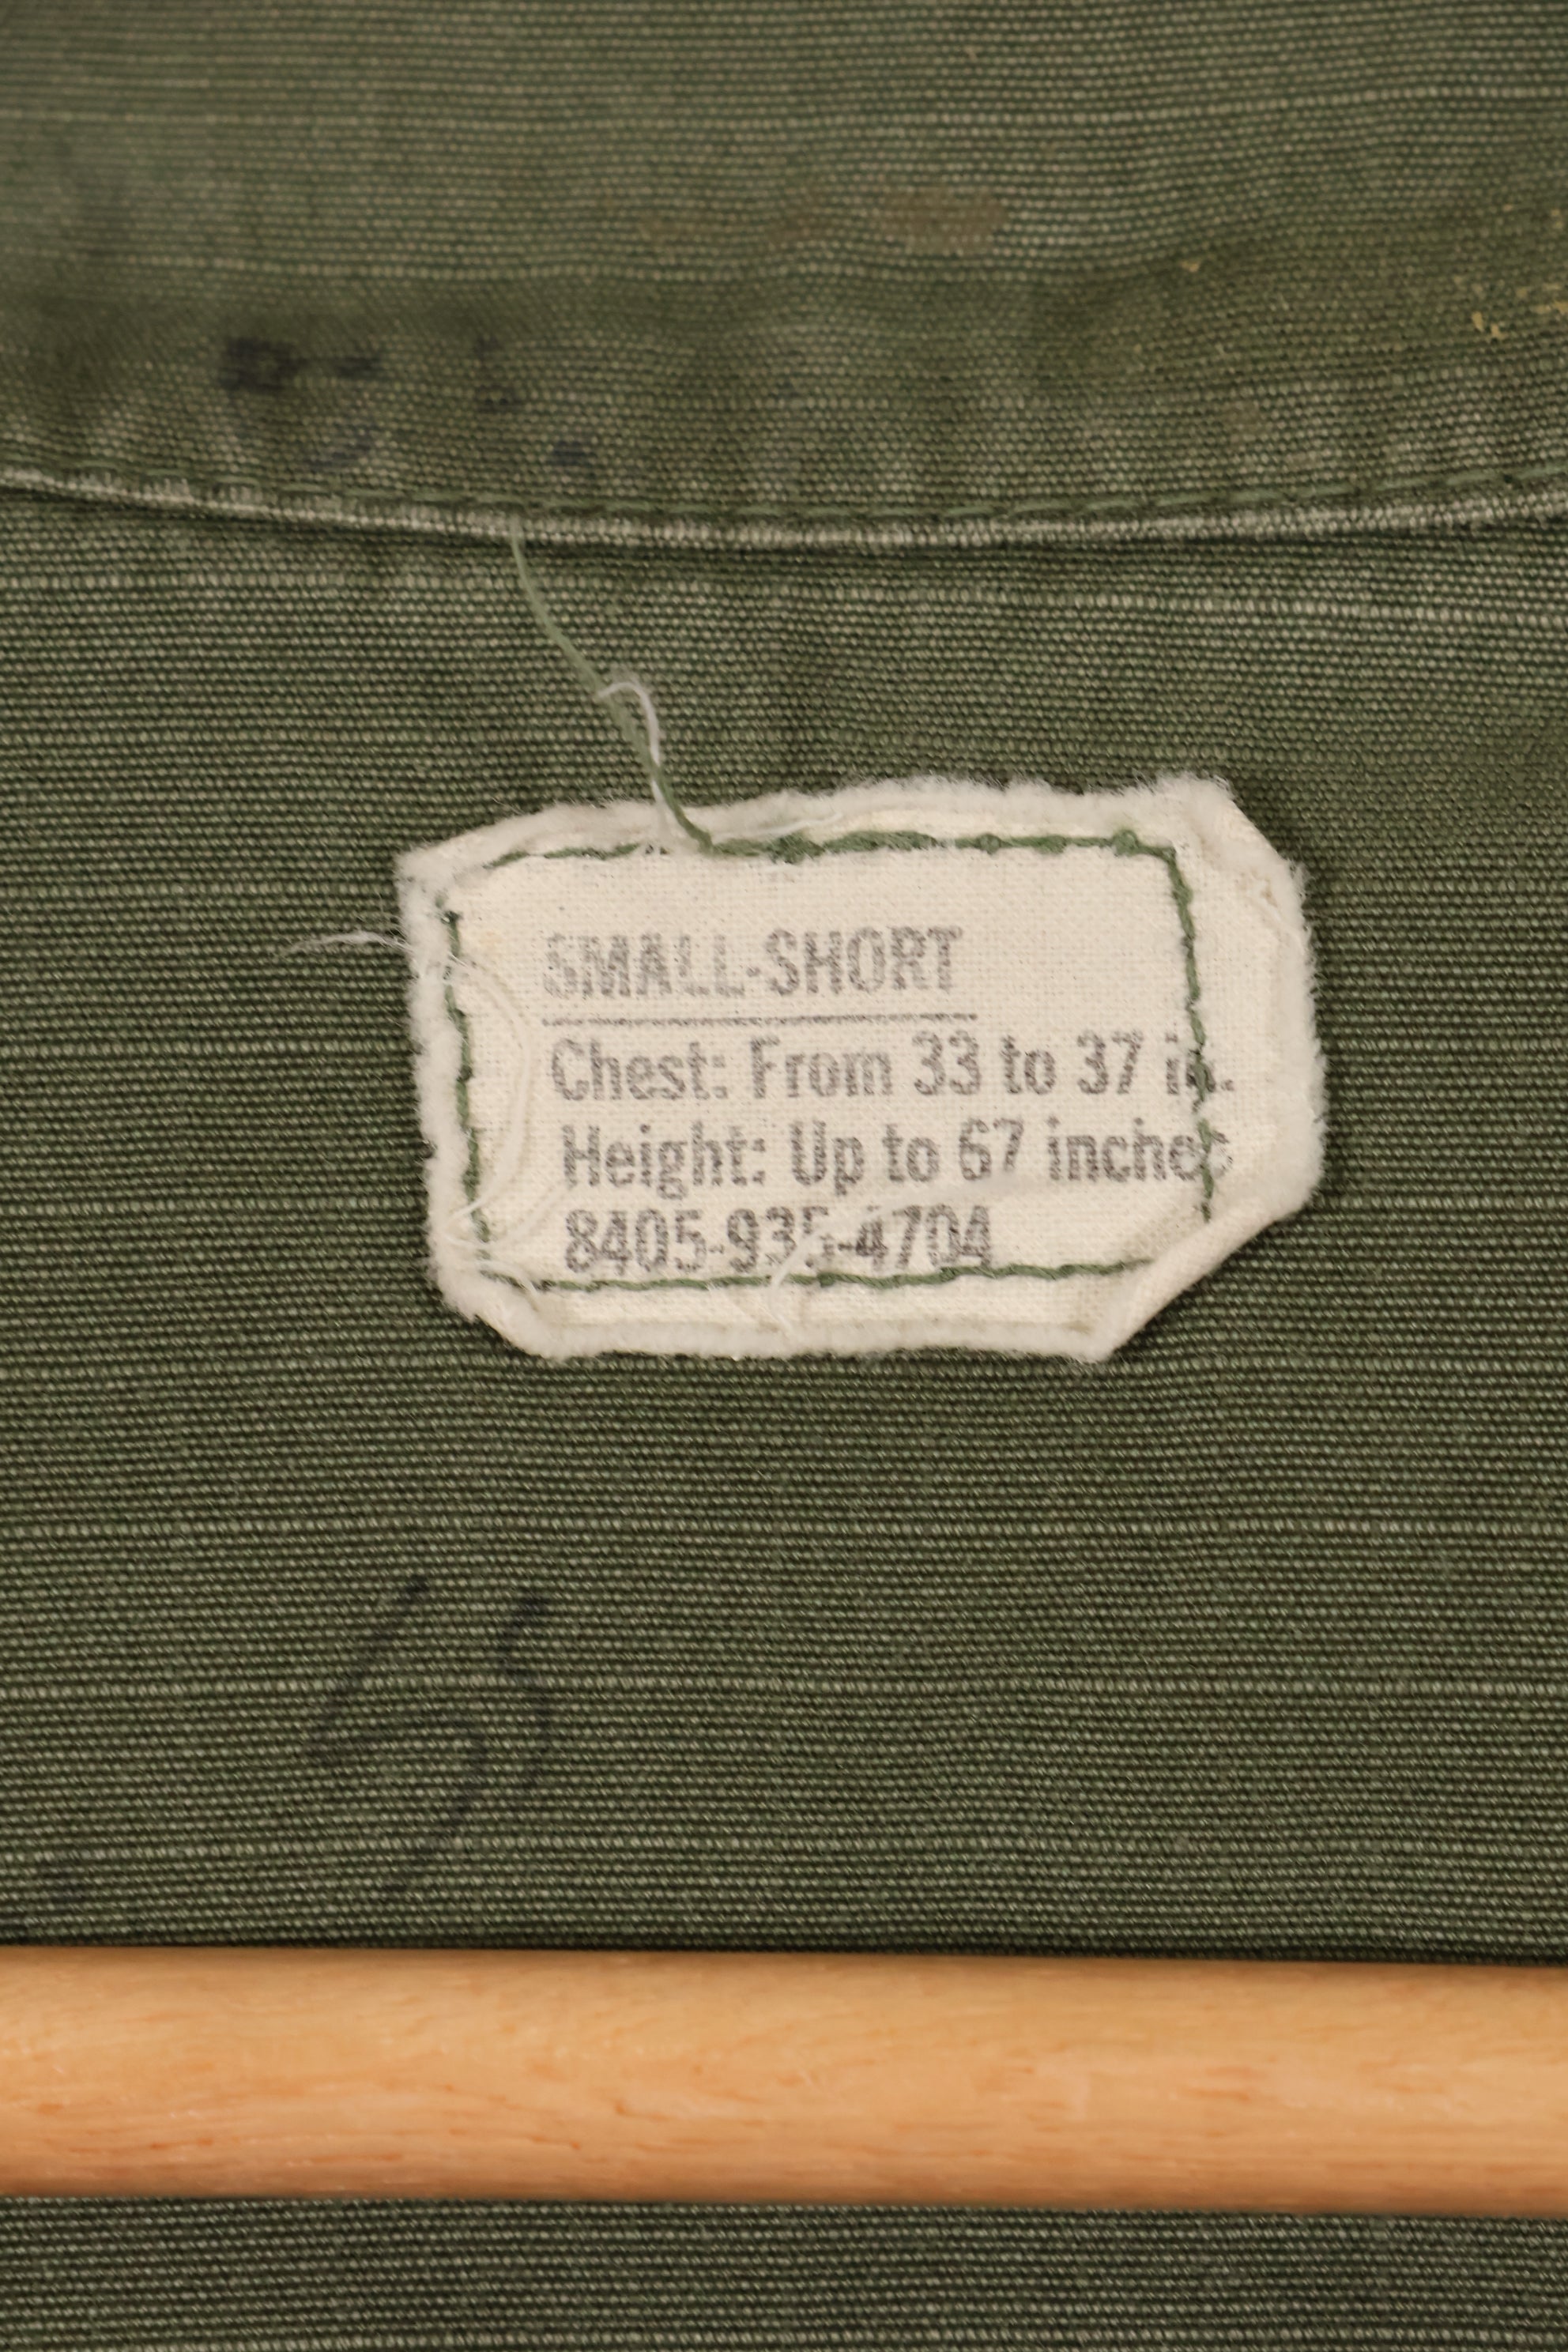 SMALL-SHORT
Chest: From 33 to 37 in.
Height: Up to 67 inches
8405-935-4704